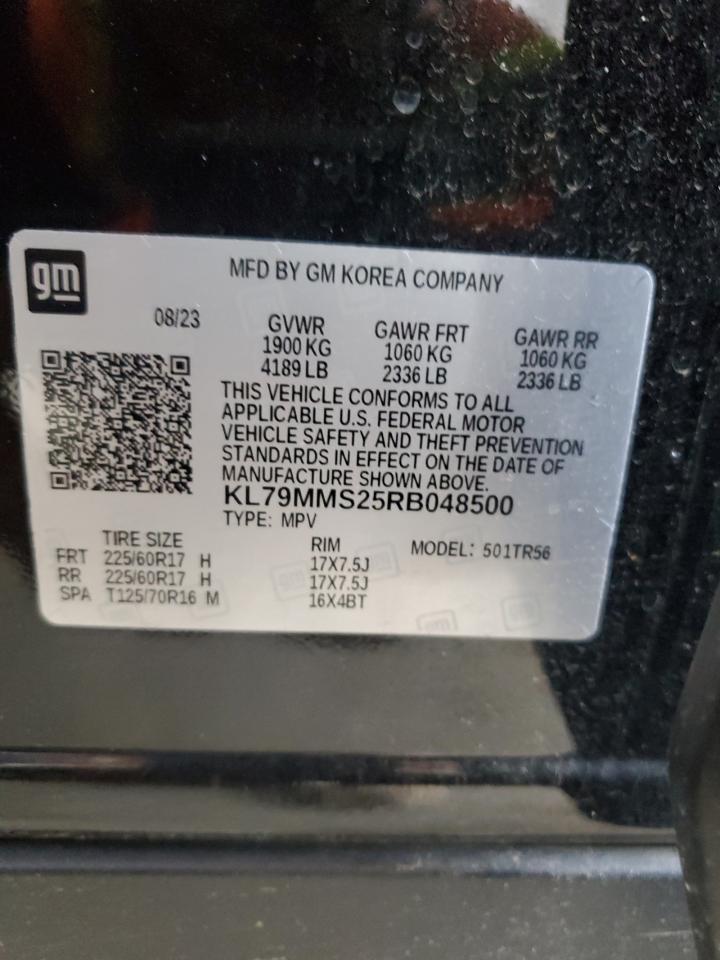 gm
MFD BY GM KOREA COMPANY
08/23
GVWR
1900 KG
4189 LB
GAWR FRT
1060 KG
2336 LB
GAWR RR
1060 KG
2336 LB
THIS VEHICLE CONFORMS TO ALL
APPLICABLE U.S. FEDERAL MOTOR
VEHICLE SAFETY AND THEFT PREVENTION
STANDARDS IN EFFECT ON THE DATE OF
MANUFACTURE SHOWN ABOVE.
KL79MMS25RB048500
TYPE: MPV
MODEL: 501TR56
TIRE SIZE RIM
FRT 225/60R17 H 17X7.5J
RR 225/60R17 H 17X7.5J
SPA T125/70R16 M 16X4BT